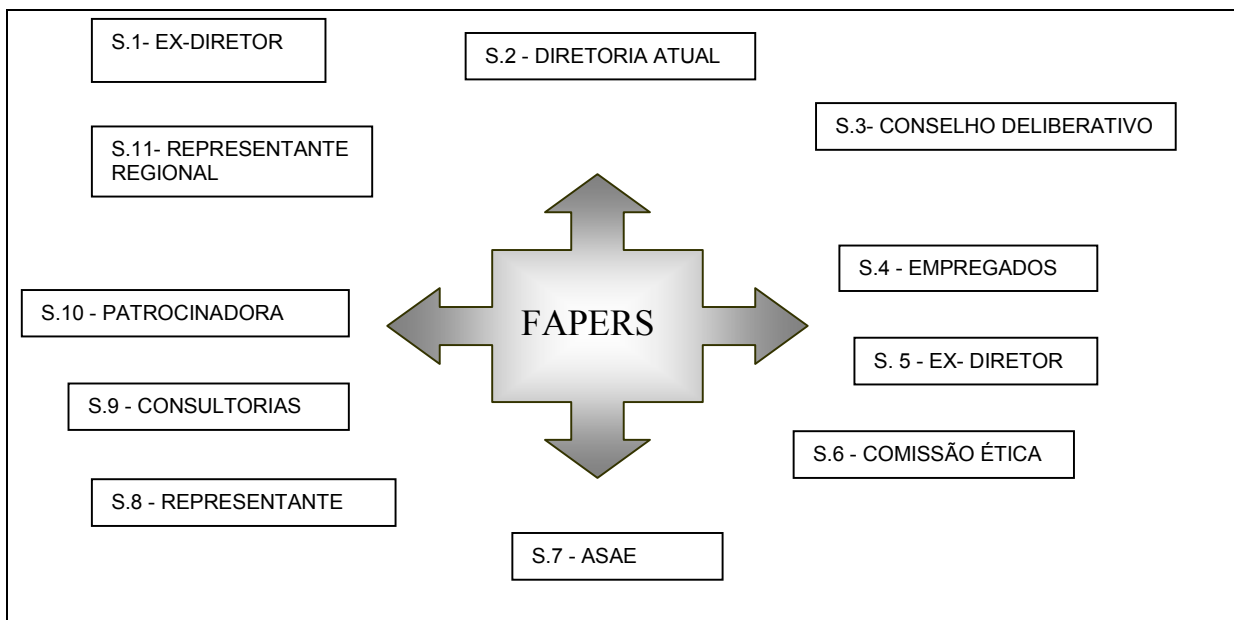 S.1- EX-DIRETOR
S.2 - DIRETORIA ATUAL
S.3- CONSELHO DELIBERATIVO
S.11- REPRESENTANTE
REGIONAL
S.4 - EMPREGADOS
S.10 - PATROCINADORA
FAPERS
S. 5 - EX- DIRETOR
S.9 - CONSULTORIAS
S.6 - COMISSÃO ÉTICA
S.8 - REPRESENTANTE
S.7 - ASAE